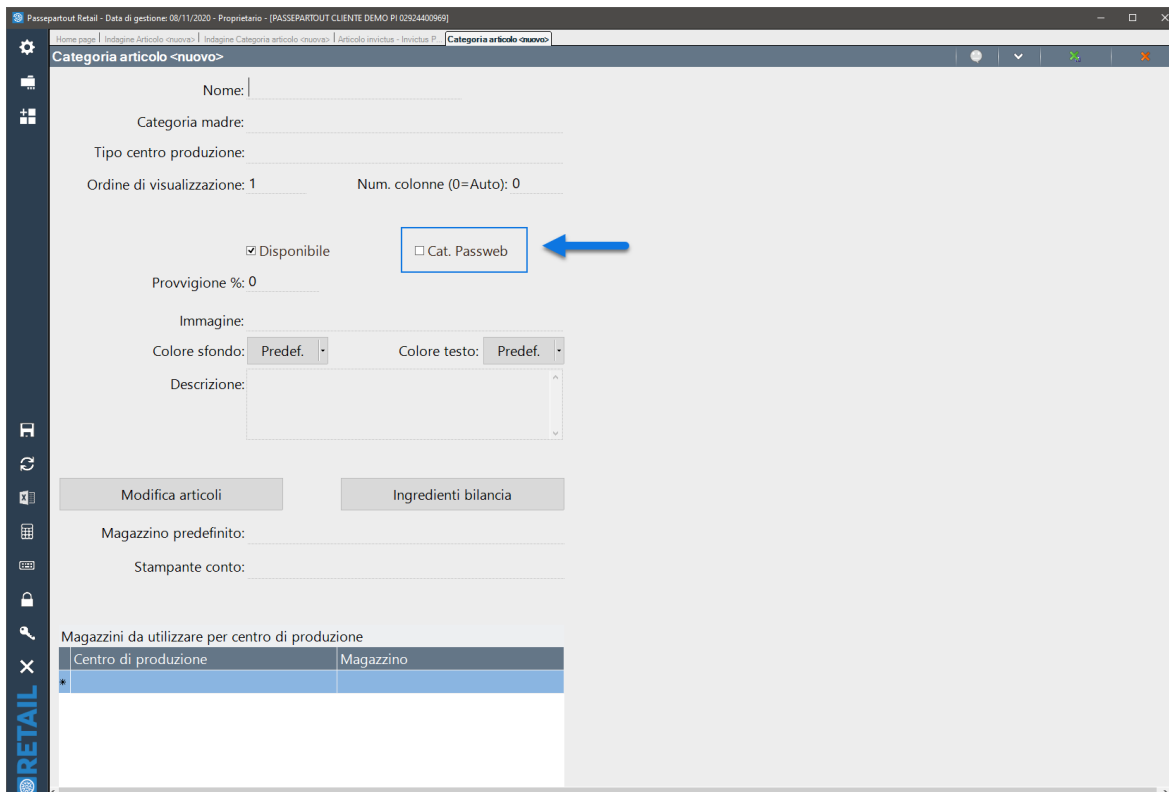 Passepartout Retail - Data di gestione: 08/11/2020 - Proprietario - [PASSEPARTOUT CLIENTE DEMO PI 02924400969]
Home page | Indagine Articolo <nuova> | Indagine Categoria articolo <nuova> | Articolo invictus - Invictus P... Categoria articolo <nuovo>
Categoria articolo <nuovo>
Nome:
Categoria madre:
Tipo centro produzione:
Ordine di visualizzazione: 1 Num. colonne (0=Auto): 0
Disponibile Cat. Passweb
Provvigione %: 0
Immagine:
Colore sfondo: Predef. Colore testo: Predef.
Descrizione:
Modifica articoli Ingredienti bilancia
Magazzino predefinito:
Stampante conto:
Magazzini da utilizzare per centro di produzione
Centro di produzione Magazzino
*
RETAIL